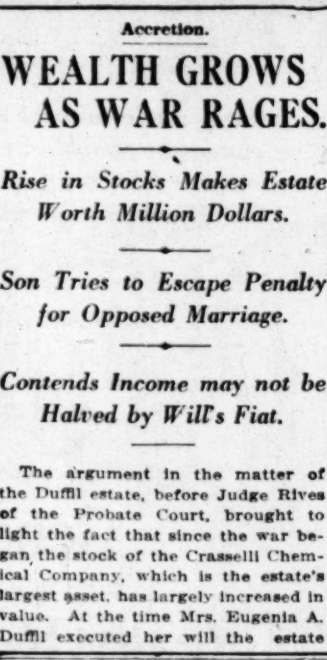 Accretion.
WEALTH GROWS
AS WAR RAGES.
Rise in Stocks Makes Estate
Worth Million Dollars.
Son Tries to Escape Penalty
for Opposed Marriage.
Contends Income may not be
Halved by Will's Fiat.
The argument in the matter of
the Duffil estate, before Judge Rives
of the Probate Court, brought to
light the fact that since the war be-
gan the stock of the Crasselli Chem-
ical Company, which is the estate's
largest asset, has largely increased in
value. At the time Mrs. Eugenia A.
Duffil executed her will the estate